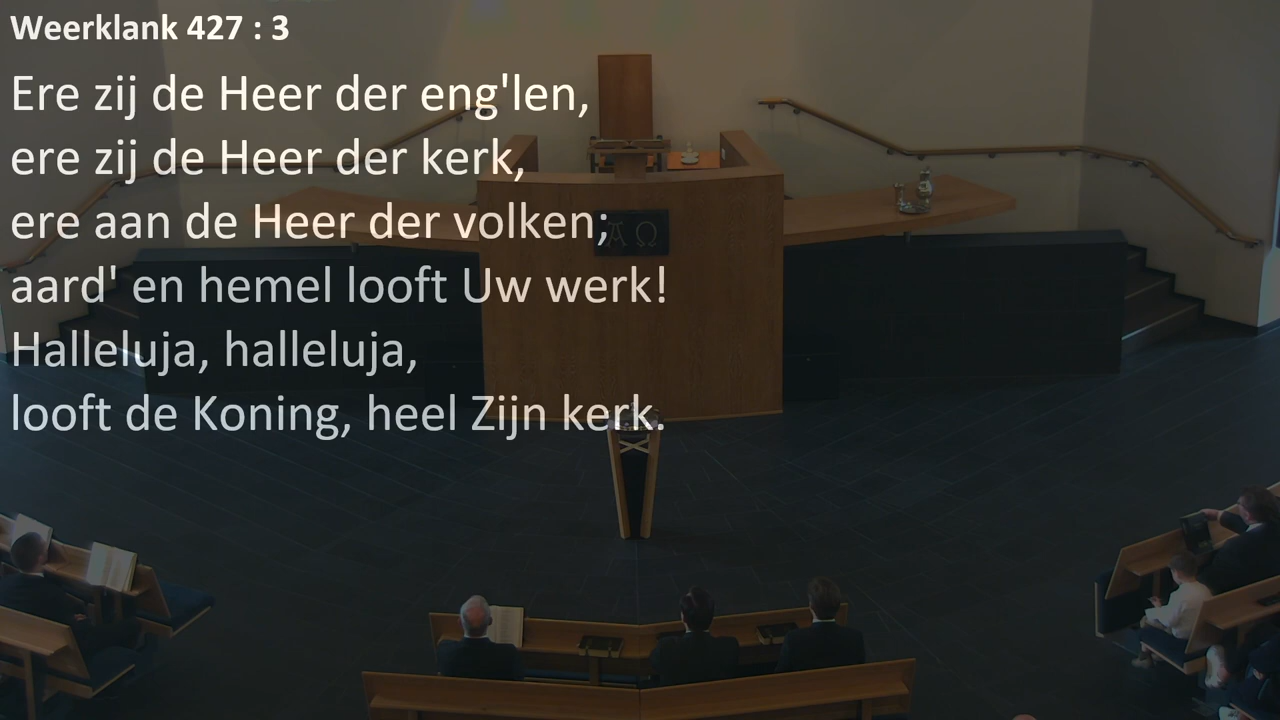 Weerklank 427 : 3
Ere zij de Heer der eng'len,
ere zij de Heer der kerk,
ere aan de Heer der volken;
aard' en hemel looft Uw werk!
Halleluja, halleluja,
looft de Koning, heel Zijn kerk.
Α Ω